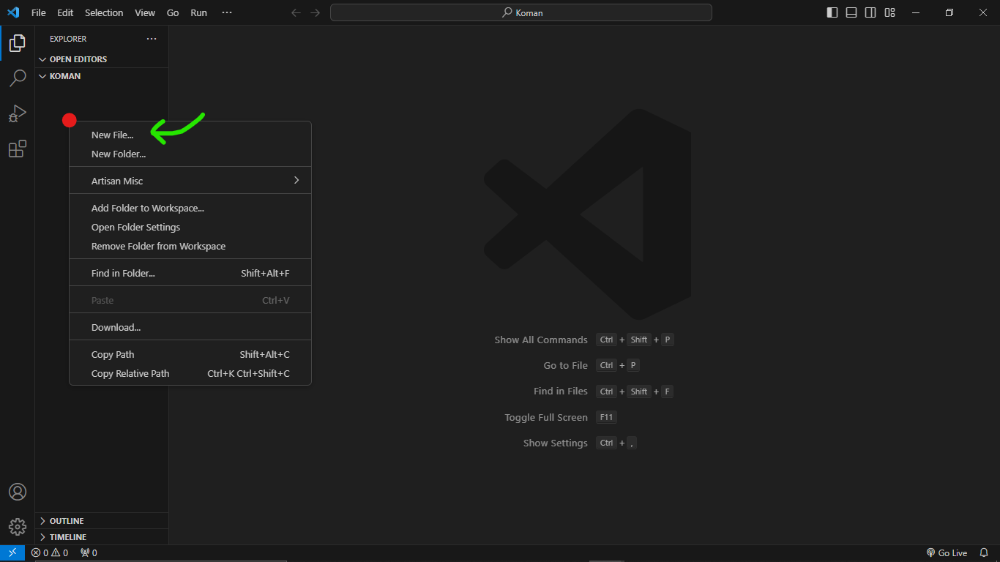 File Edit Selection View Go Run ··· Koman
EXPLORER ···
OPEN EDITORS
KOMAN
New File...
New Folder...
Artisan Misc
Add Folder to Workspace...
Open Folder Settings
Remove Folder from Workspace
Find in Folder... Shift+Alt+F
Paste Ctrl+V
Download...
Copy Path Shift+Alt+C
Copy Relative Path Ctrl+K Ctrl+Shift+C
Show All Commands Ctrl + Shift + P
Go to File Ctrl + P
Find in Files Ctrl + Shift + F
Toggle Full Screen F11
Show Settings Ctrl + ,
OUTLINE
TIMELINE
0 0 0 Go Live